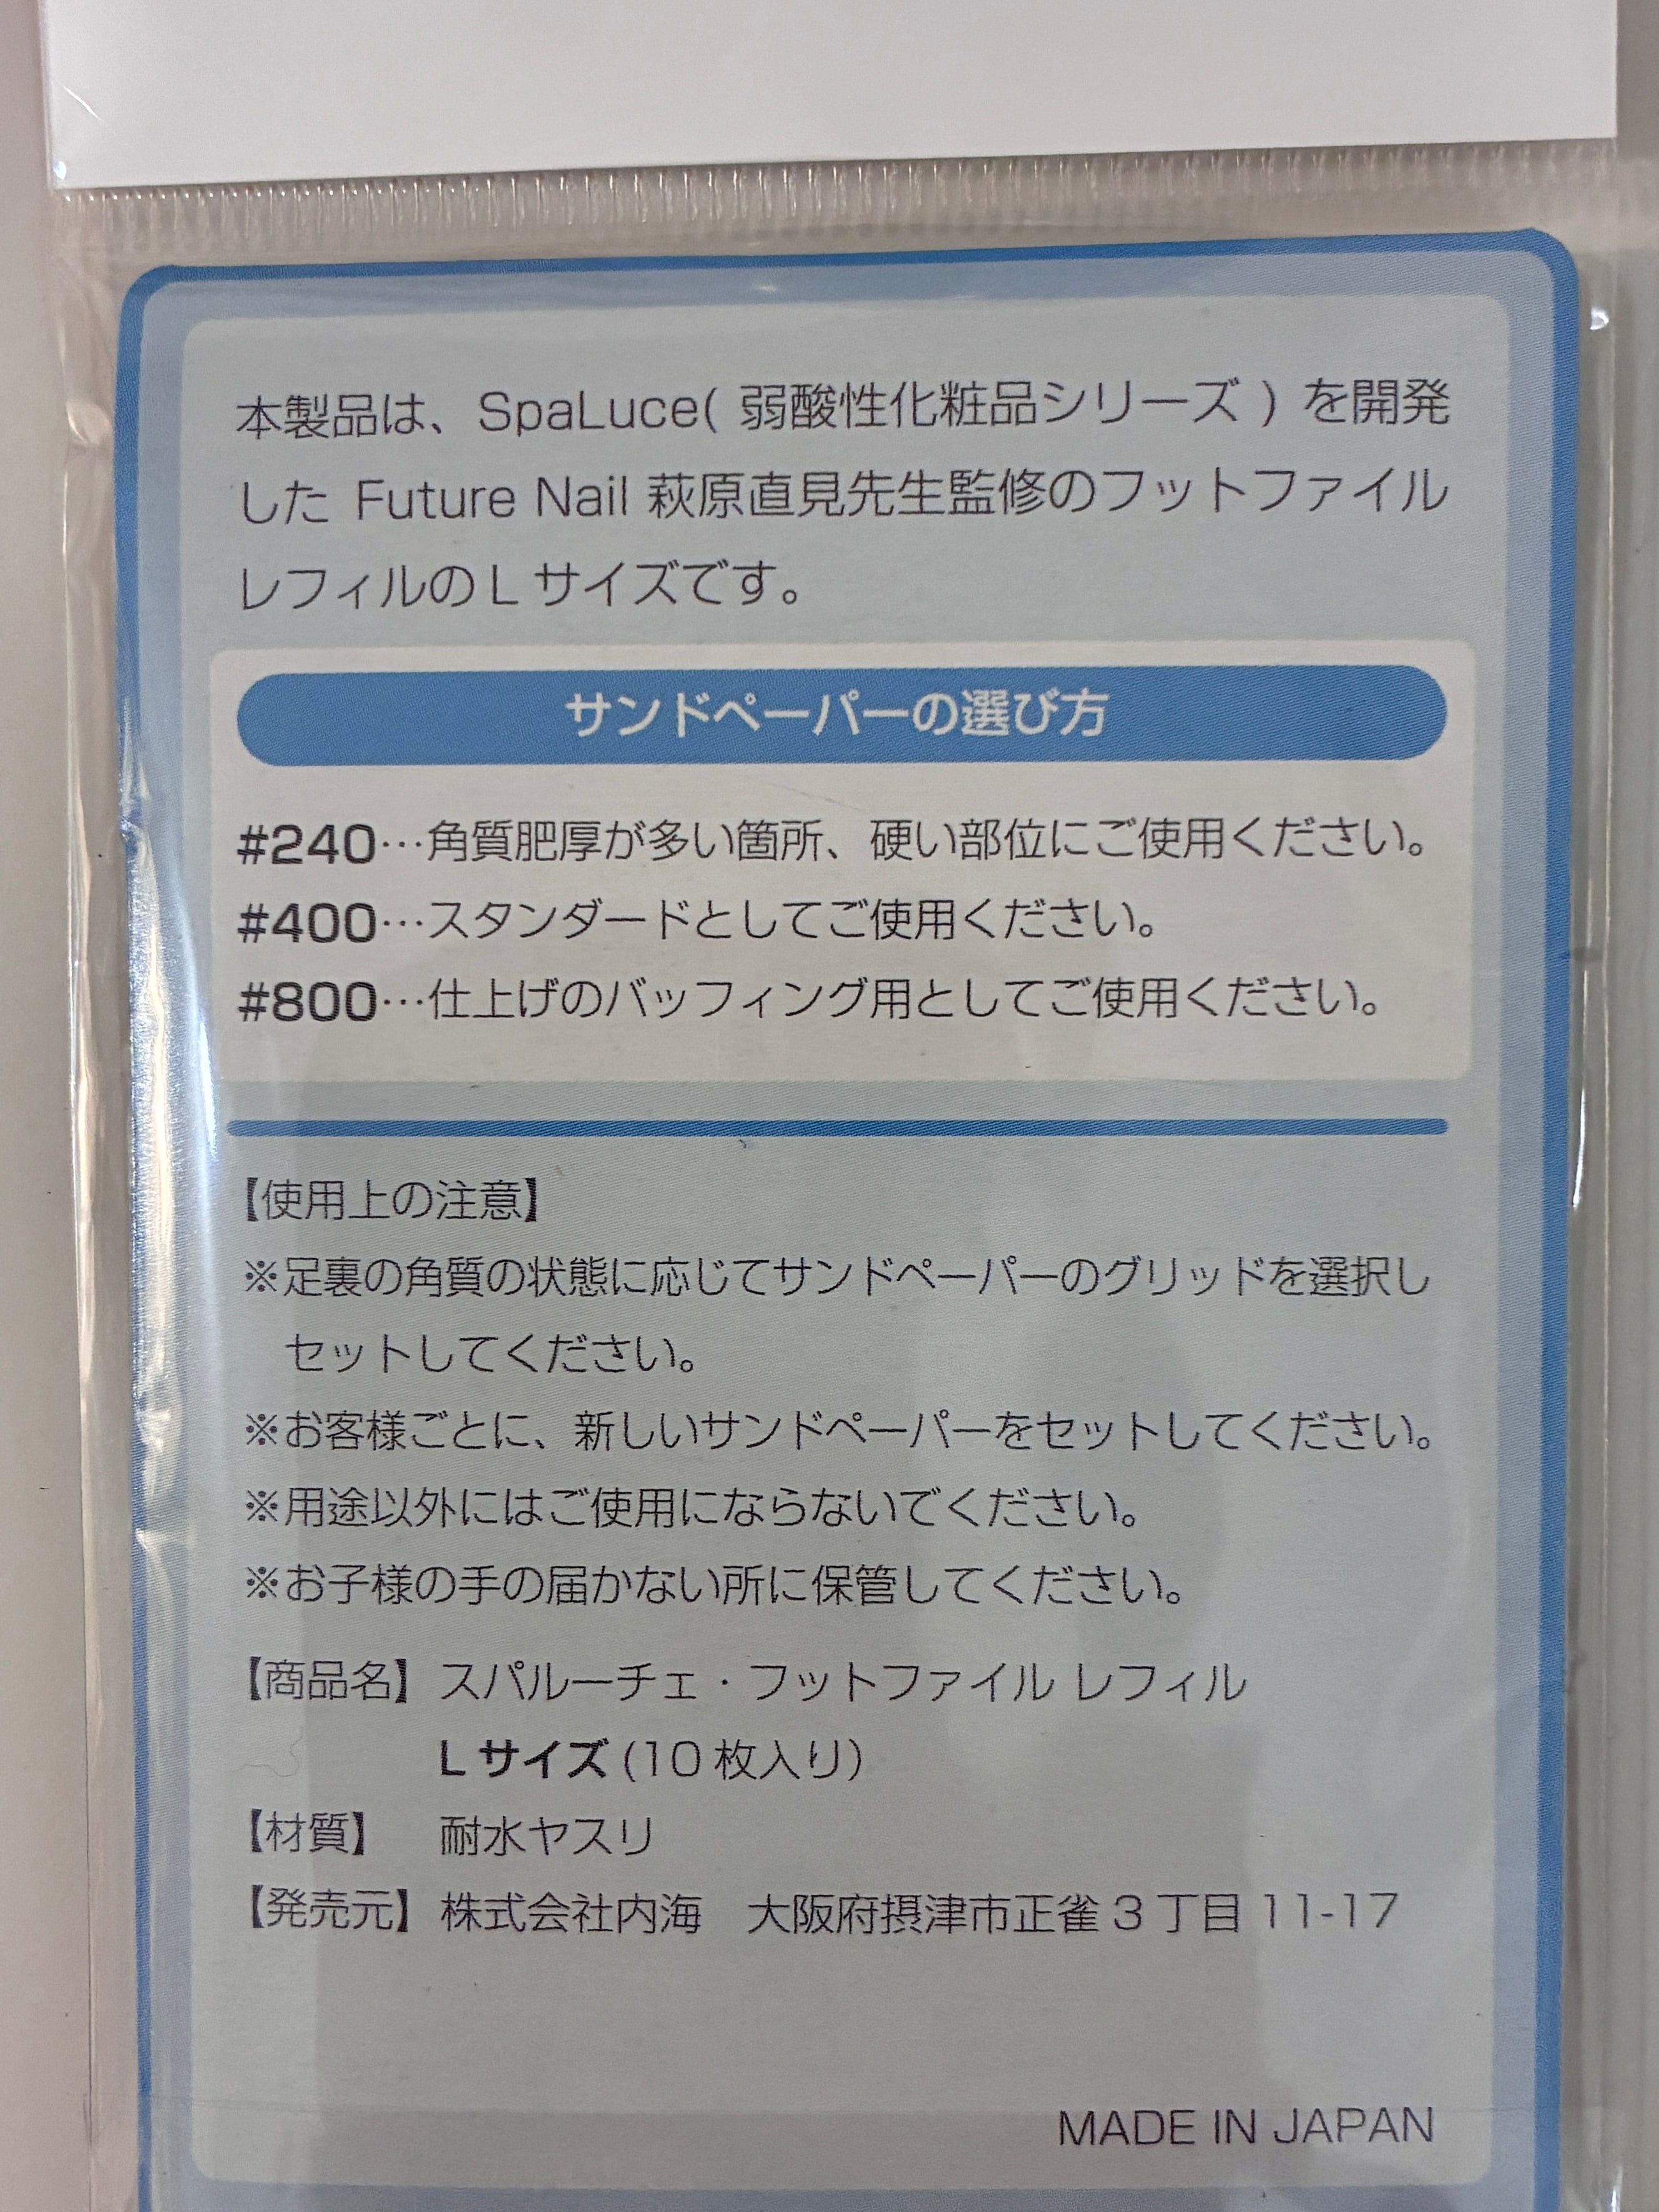 本製品は、SpaLuce( 弱酸性化粧品シリーズ ) を開発
した Future Nail 萩原直見先生監修のフットファイル
レフィルのL サイズです。
サンドペーパーの選び方
#240…角質肥厚が多い箇所、硬い部位にご使用ください。
#400…スタンダードとしてご使用ください。
#800…仕上げのバッフィング用としてご使用ください。
【使用上の注意】
※足裏の角質の状態に応じてサンドペーパーのグリッドを選択し
セットしてください。
※お客様ごとに、新しいサンドペーパーをセットしてください。
※用途以外にはご使用にならないでください。
※お子様の手の届かない所に保管してください。
【商品名】スパルーチェ・フットファイル レフィル
L サイズ (10 枚入り)
【材質】 耐水ヤスリ
【発売元】株式会社内海 大阪府摂津市正雀 3 丁目 11-17
MADE IN JAPAN